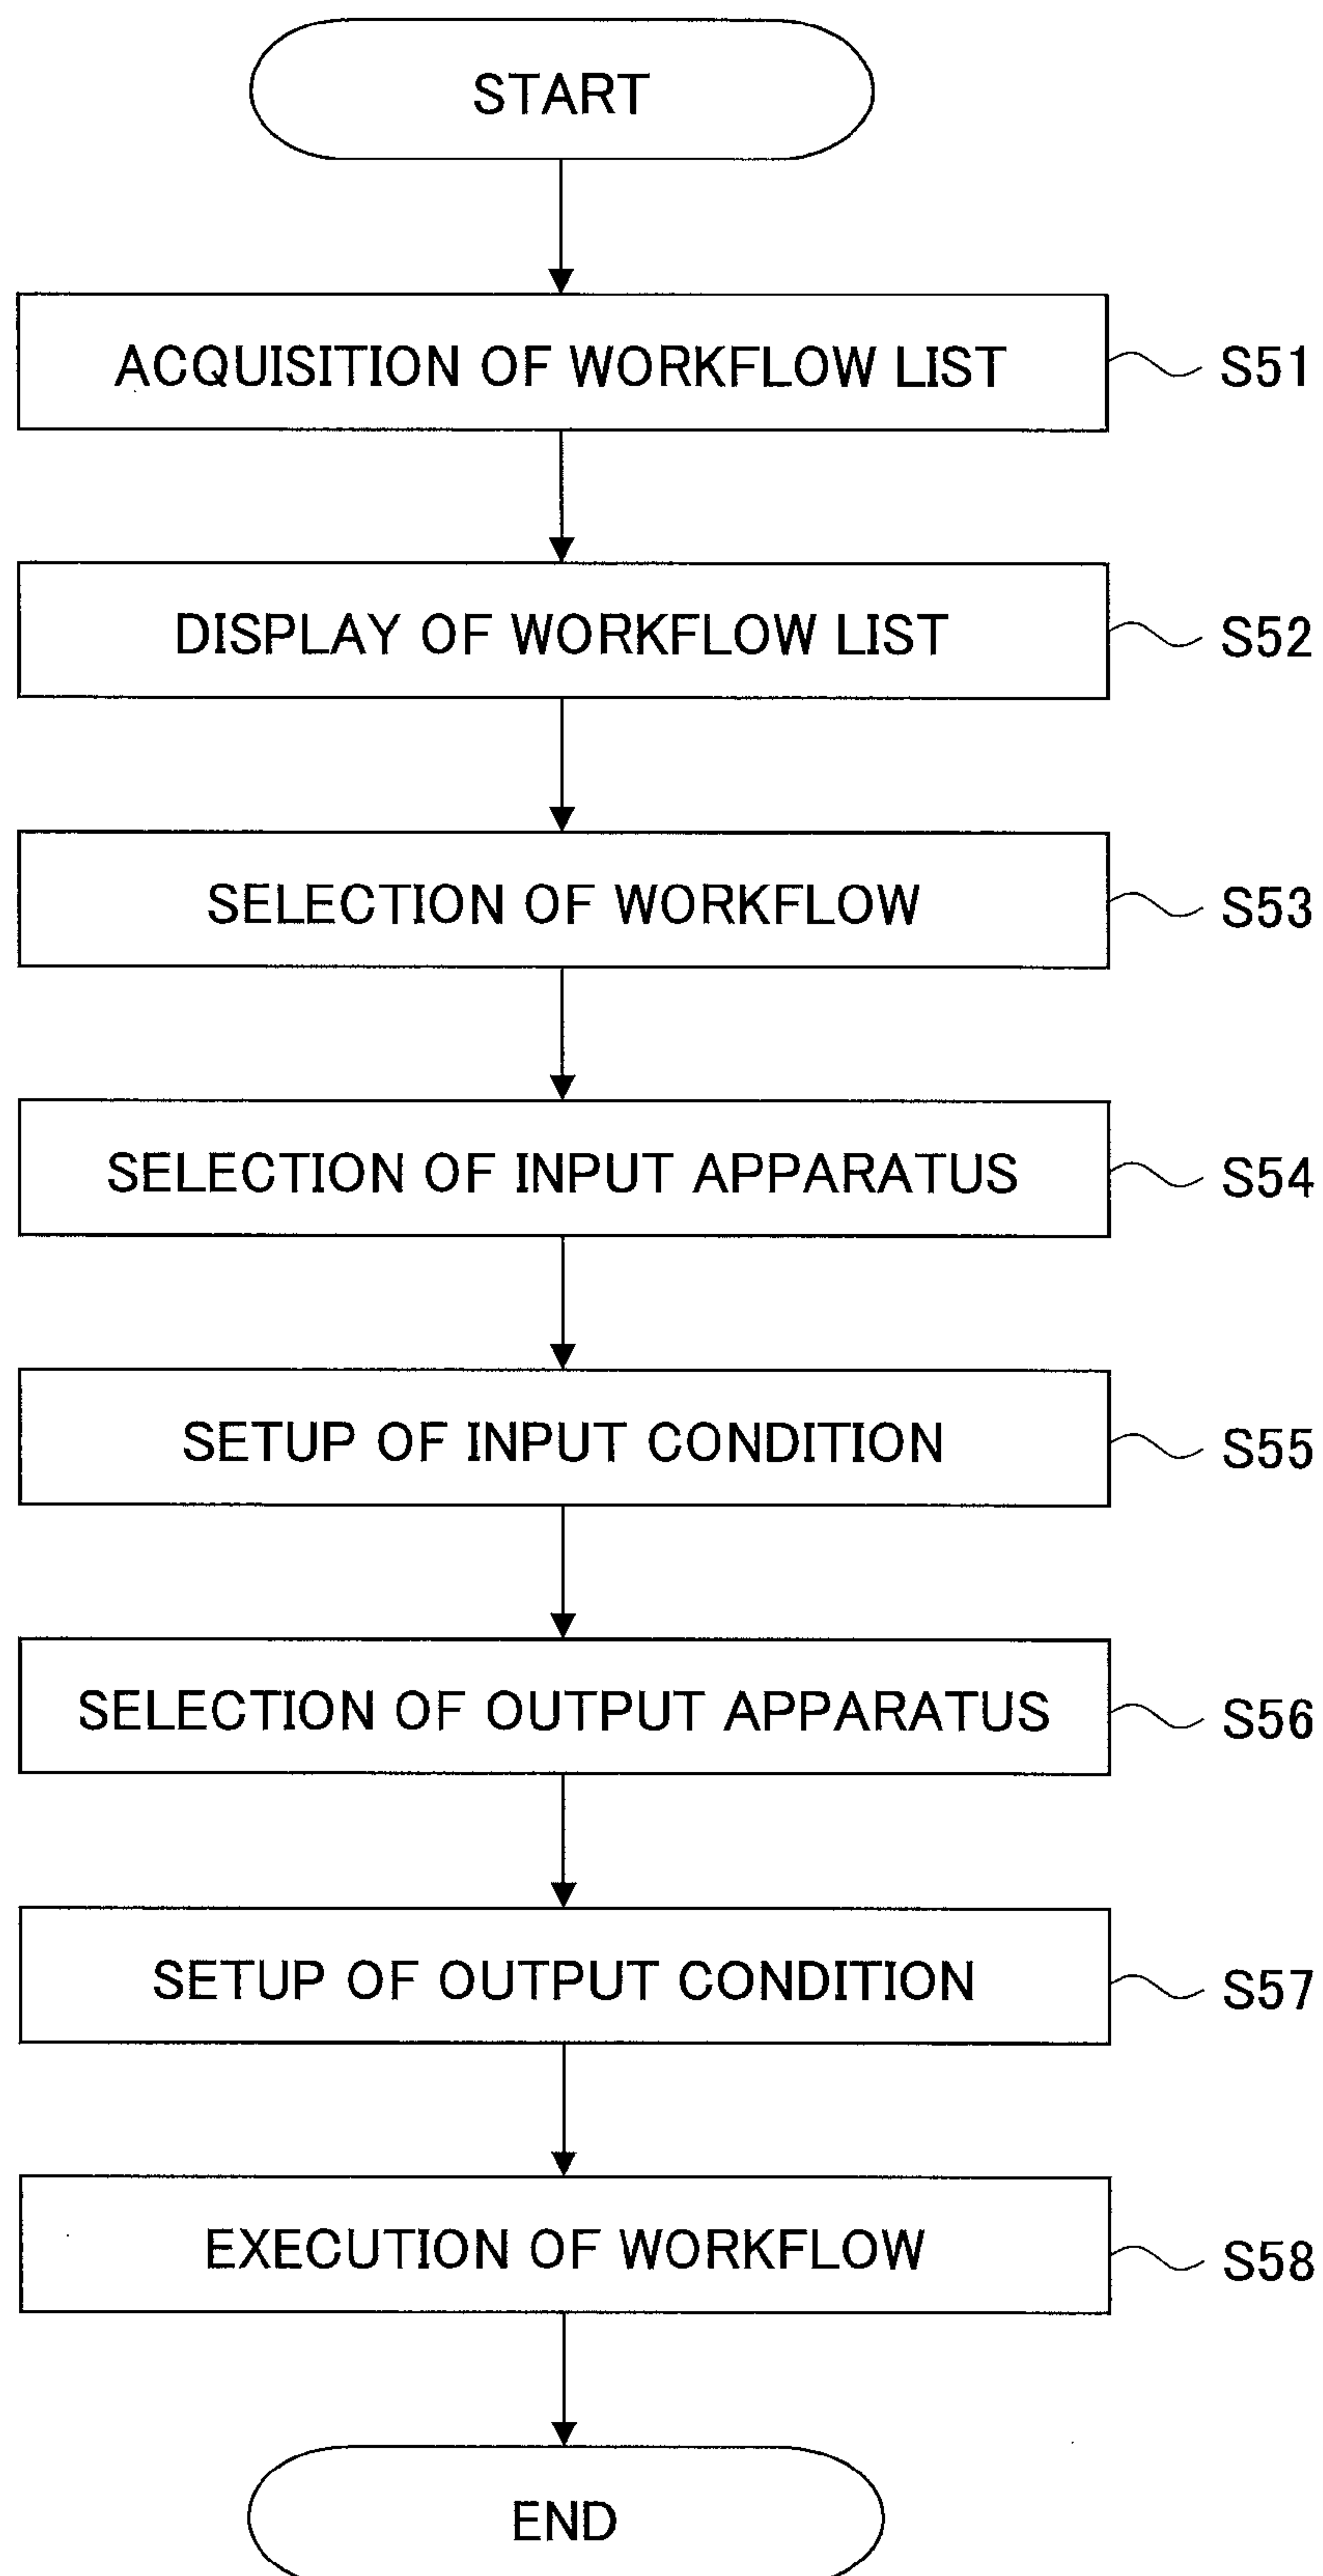 START
ACQUISITION OF WORKFLOW LIST S51
DISPLAY OF WORKFLOW LIST S52
SELECTION OF WORKFLOW S53
SELECTION OF INPUT APPARATUS S54
SETUP OF INPUT CONDITION S55
SELECTION OF OUTPUT APPARATUS S56
SETUP OF OUTPUT CONDITION S57
EXECUTION OF WORKFLOW S58
END